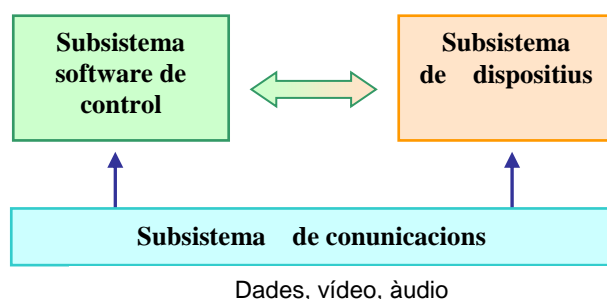 Subsistema
software de
control
Subsistema
de dispositius
Subsistema de conunicacions
Dades, vídeo, àudio